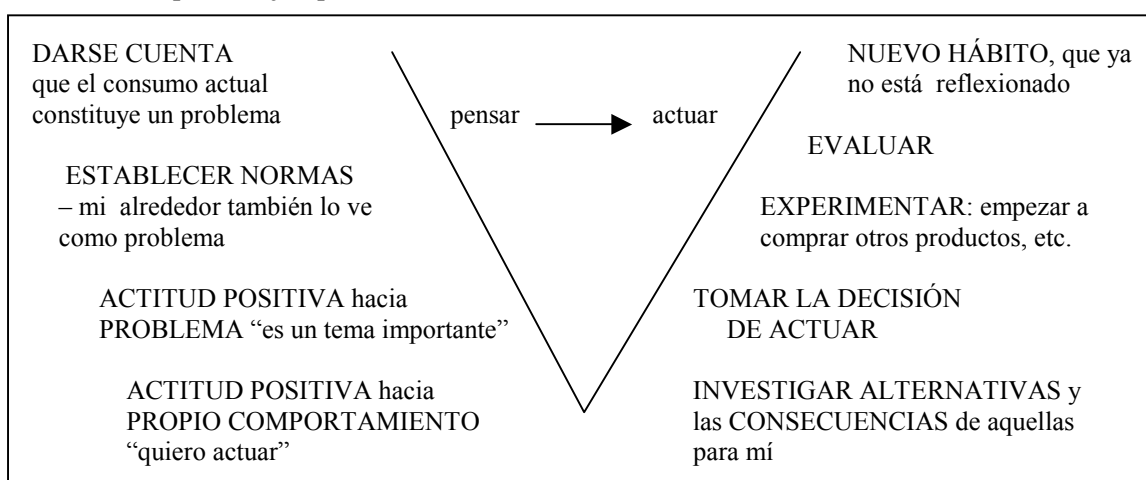 DARSE CUENTA
que el consumo actual
constituye un problema
ESTABLECER NORMAS
– mi alrededor también lo ve
como problema
ACTITUD POSITIVA hacia
PROBLEMA “es un tema importante”
ACTITUD POSITIVA hacia
PROPIO COMPORTAMIENTO
“quiero actuar”
pensar
actuar
NUEVO HÁBITO, que ya
no está reflexionado
EVALUAR
EXPERIMENTAR: empezar a
comprar otros productos, etc.
TOMAR LA DECISIÓN
DE ACTUAR
INVESTIGAR ALTERNATIVAS y
las CONSECUENCIAS de aquellas
para mí